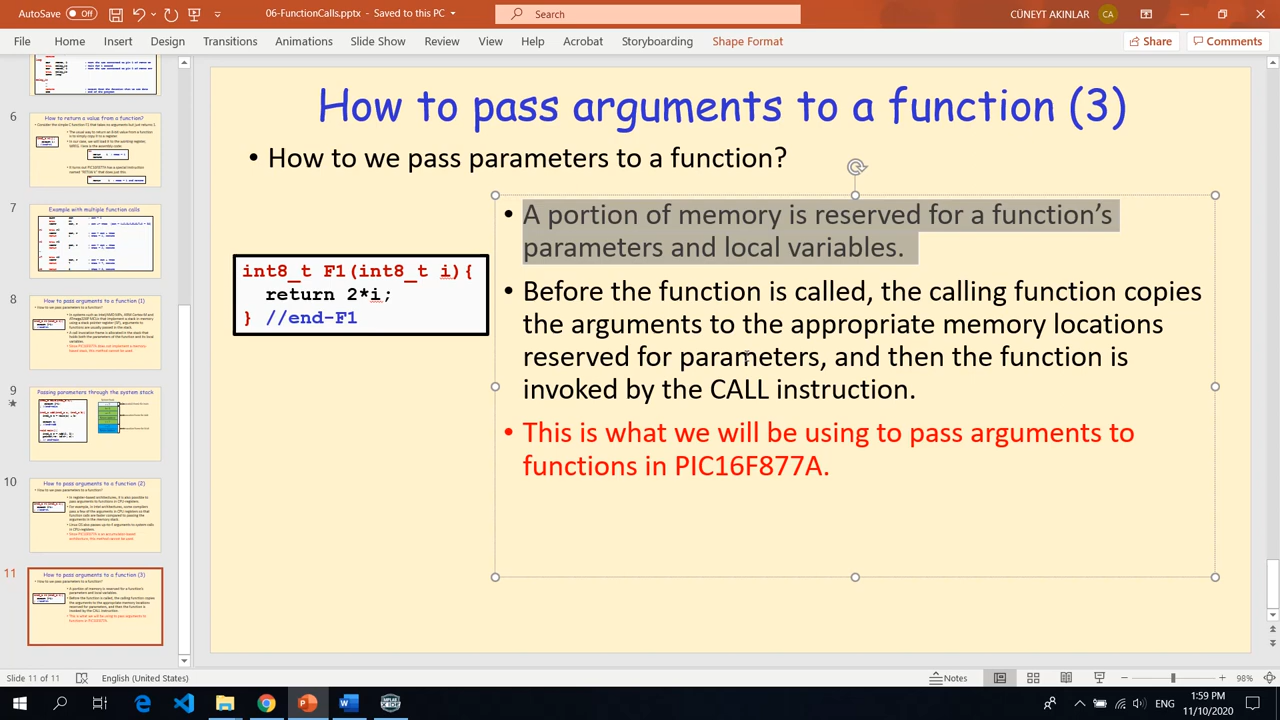 AutoSave Off 06-FunctionCalls.pptx - Saved to this PC Search CÜNEYT AKINLAR CA
File Home Insert Design Transitions Animations Slide Show Review View Help Acrobat Storyboarding Shape Format Share Comments
6
How to return a value from a function?
7
Example with multiple function calls
8
How to pass arguments to a function (1)
9
Passing parameters through the system stack
10
How to pass arguments to a function (2)
11
How to pass arguments to a function (3)
How to pass arguments to a function (3)
• How to we pass parameters to a function?
int8_t F1(int8_t i){
return 2*i;
} //end-F1
• A portion of memory is reserved for a function's
prameters and local variables.
• Before the function is called, the calling function copies
the arguments to the appropriate memory locations
reserved for parameters, and then the function is
invoked by the CALL instruction.
• This is what we will be using to pass arguments to
functions in PIC16F877A.
Slide 11 of 11 English (United States) Notes 98%
ENG 1:59 PM
11/10/2020